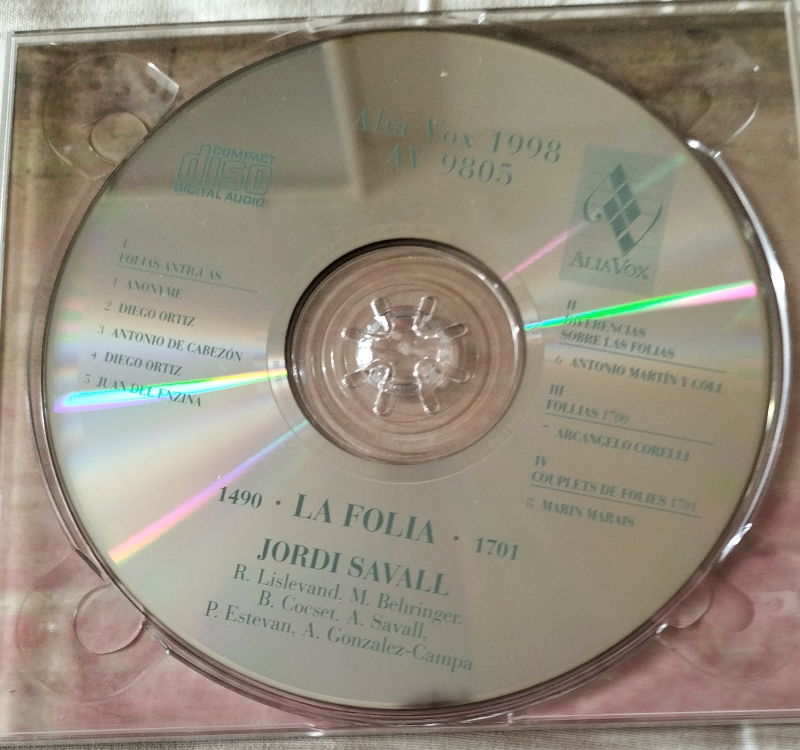 Alia Vox 1998
AV 9805
COMPACT
disc
DIGITAL AUDIO
ALIAVOX
I
FOLIAS ANTIGUAS
1 ANONYME
2 DIEGO ORTIZ
3 ANTONIO DE CABEZÓN
4 DIEGO ORTIZ
5 JUAN DEL ENZINA
II
DIFERENCIAS
SOBRE LAS FOLIAS
6 ANTONIO MARTÍN Y COLL
III
FOLLIAS 1700
7 ARCANGELO CORELLI
IV
COUPLETS DE FOLIES 1701
8 MARIN MARAIS
1490 · LA FOLIA · 1701
JORDI SAVALL
R. Lislevand, M. Behringer,
B. Cocset, A. Savall,
P. Estevan, A. Gonzalez-Campa